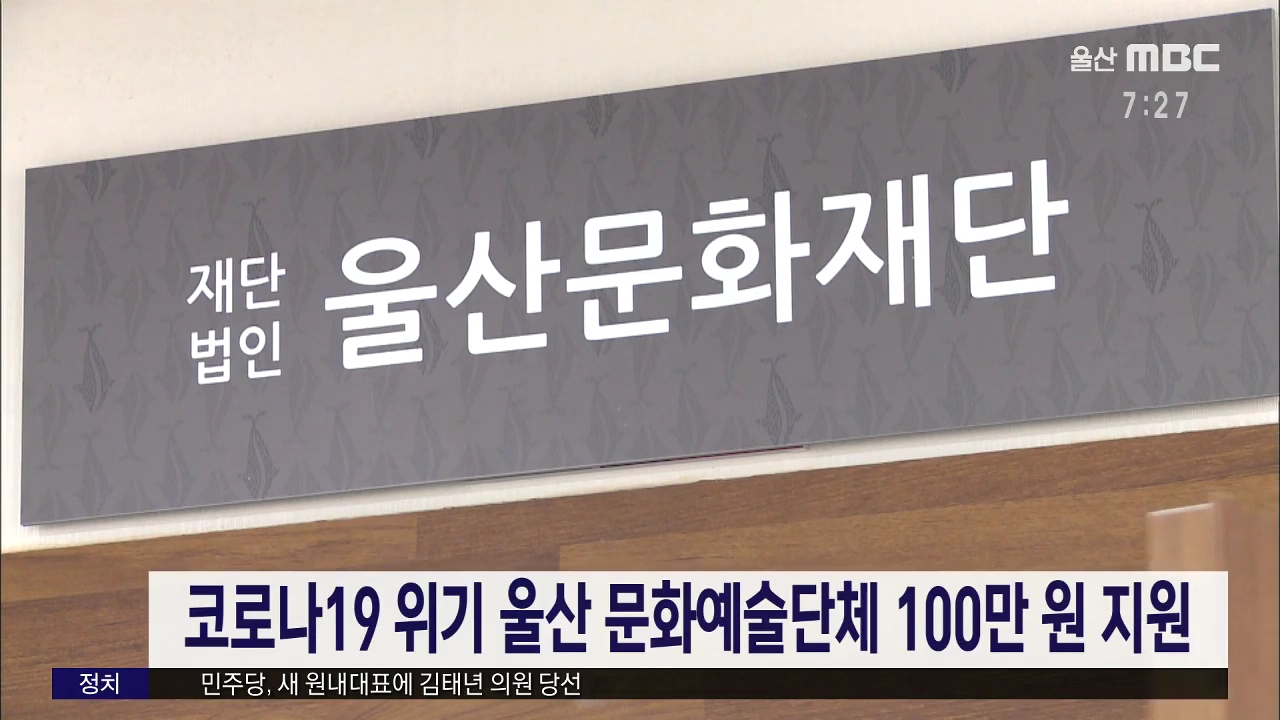 울산 MBC
7:27
재단
법인
울산문화재단
코로나19 위기 울산 문화예술단체 100만 원 지원
정치 민주당, 새 원내대표에 김태년 의원 당선